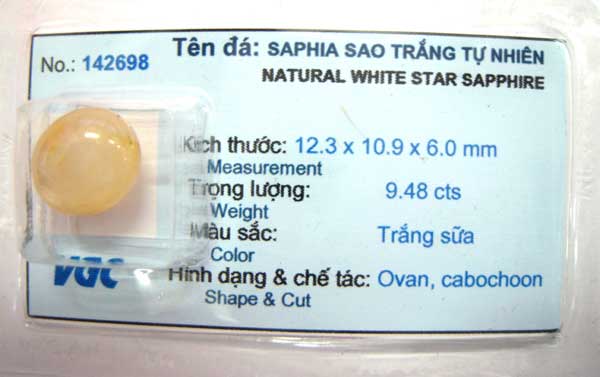 No.: 142698
Tên đá: SAPHIA SAO TRẮNG TỰ NHIÊN
NATURAL WHITE STAR SAPPHIRE
Kích thước: 12.3 x 10.9 x 6.0 mm
Measurement
Trọng lượng: 9.48 cts
Weight
Màu sắc: Trắng sữa
Color
Hình dạng & chế tác: Ovan, cabochoon
Shape & Cut
VGC